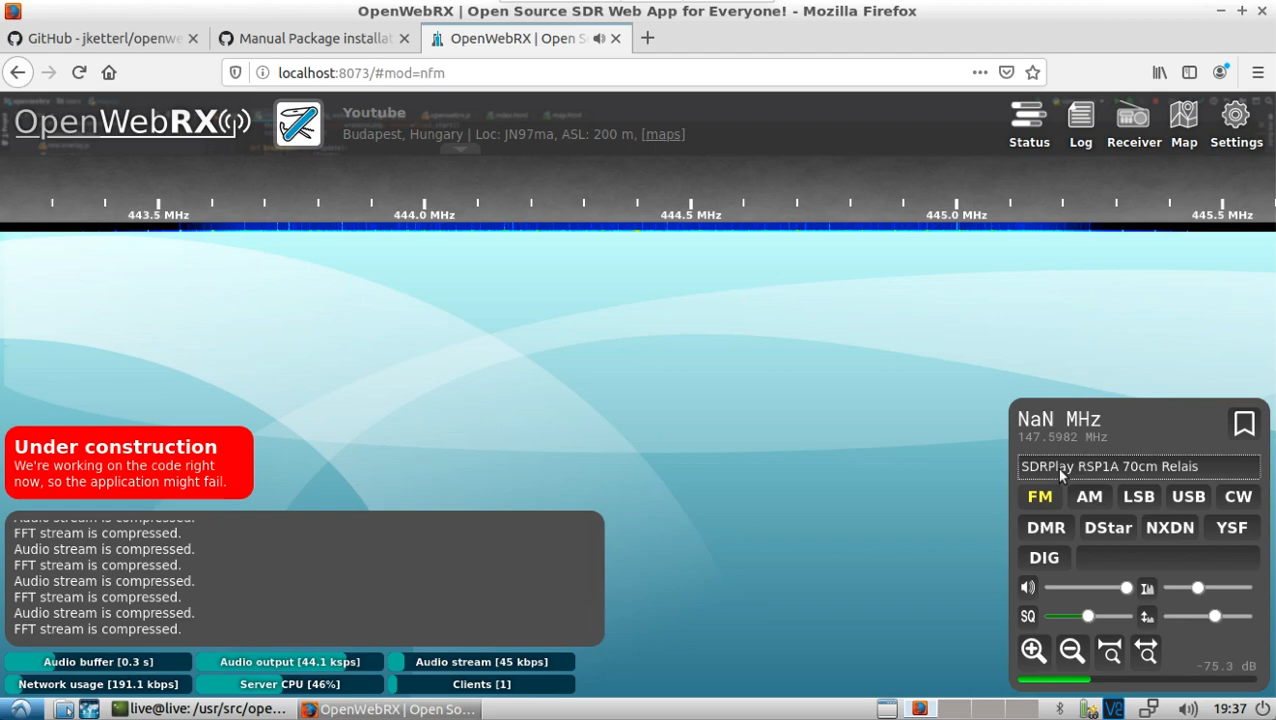 OpenWebRX | Open Source SDR Web App for Everyone! - Mozilla Firefox
GitHub - jketterl/openwe
Manual Package installat
OpenWebRX | Open S
localhost:8073/#mod=nfm
OpenWebRX
Youtube
Budapest, Hungary | Loc: JN97ma, ASL: 200 m, [maps]
Status
Log
Receiver
Map
Settings
443.5 MHz
444.0 MHz
444.5 MHz
445.0 MHz
445.5 MHz
Under construction
We're working on the code right
now, so the application might fail.
Audio stream is compressed.
FFT stream is compressed.
Audio stream is compressed.
FFT stream is compressed.
Audio stream is compressed.
FFT stream is compressed.
Audio stream is compressed.
FFT stream is compressed.
NaN MHz
147.5982 MHz
SDRPlay RSP1A 70cm Relais
FM AM LSB USB CW
DMR DStar NXDN YSF
DIG
SQ
-75.3 dB
Audio buffer [0.3 s]
Audio output [44.1 ksps]
Audio stream [45 kbps]
Network usage [191.1 kbps]
Server CPU [46%]
Clients [1]
live@live: /usr/src/ope...
OpenWebRX | Open So...
19:37